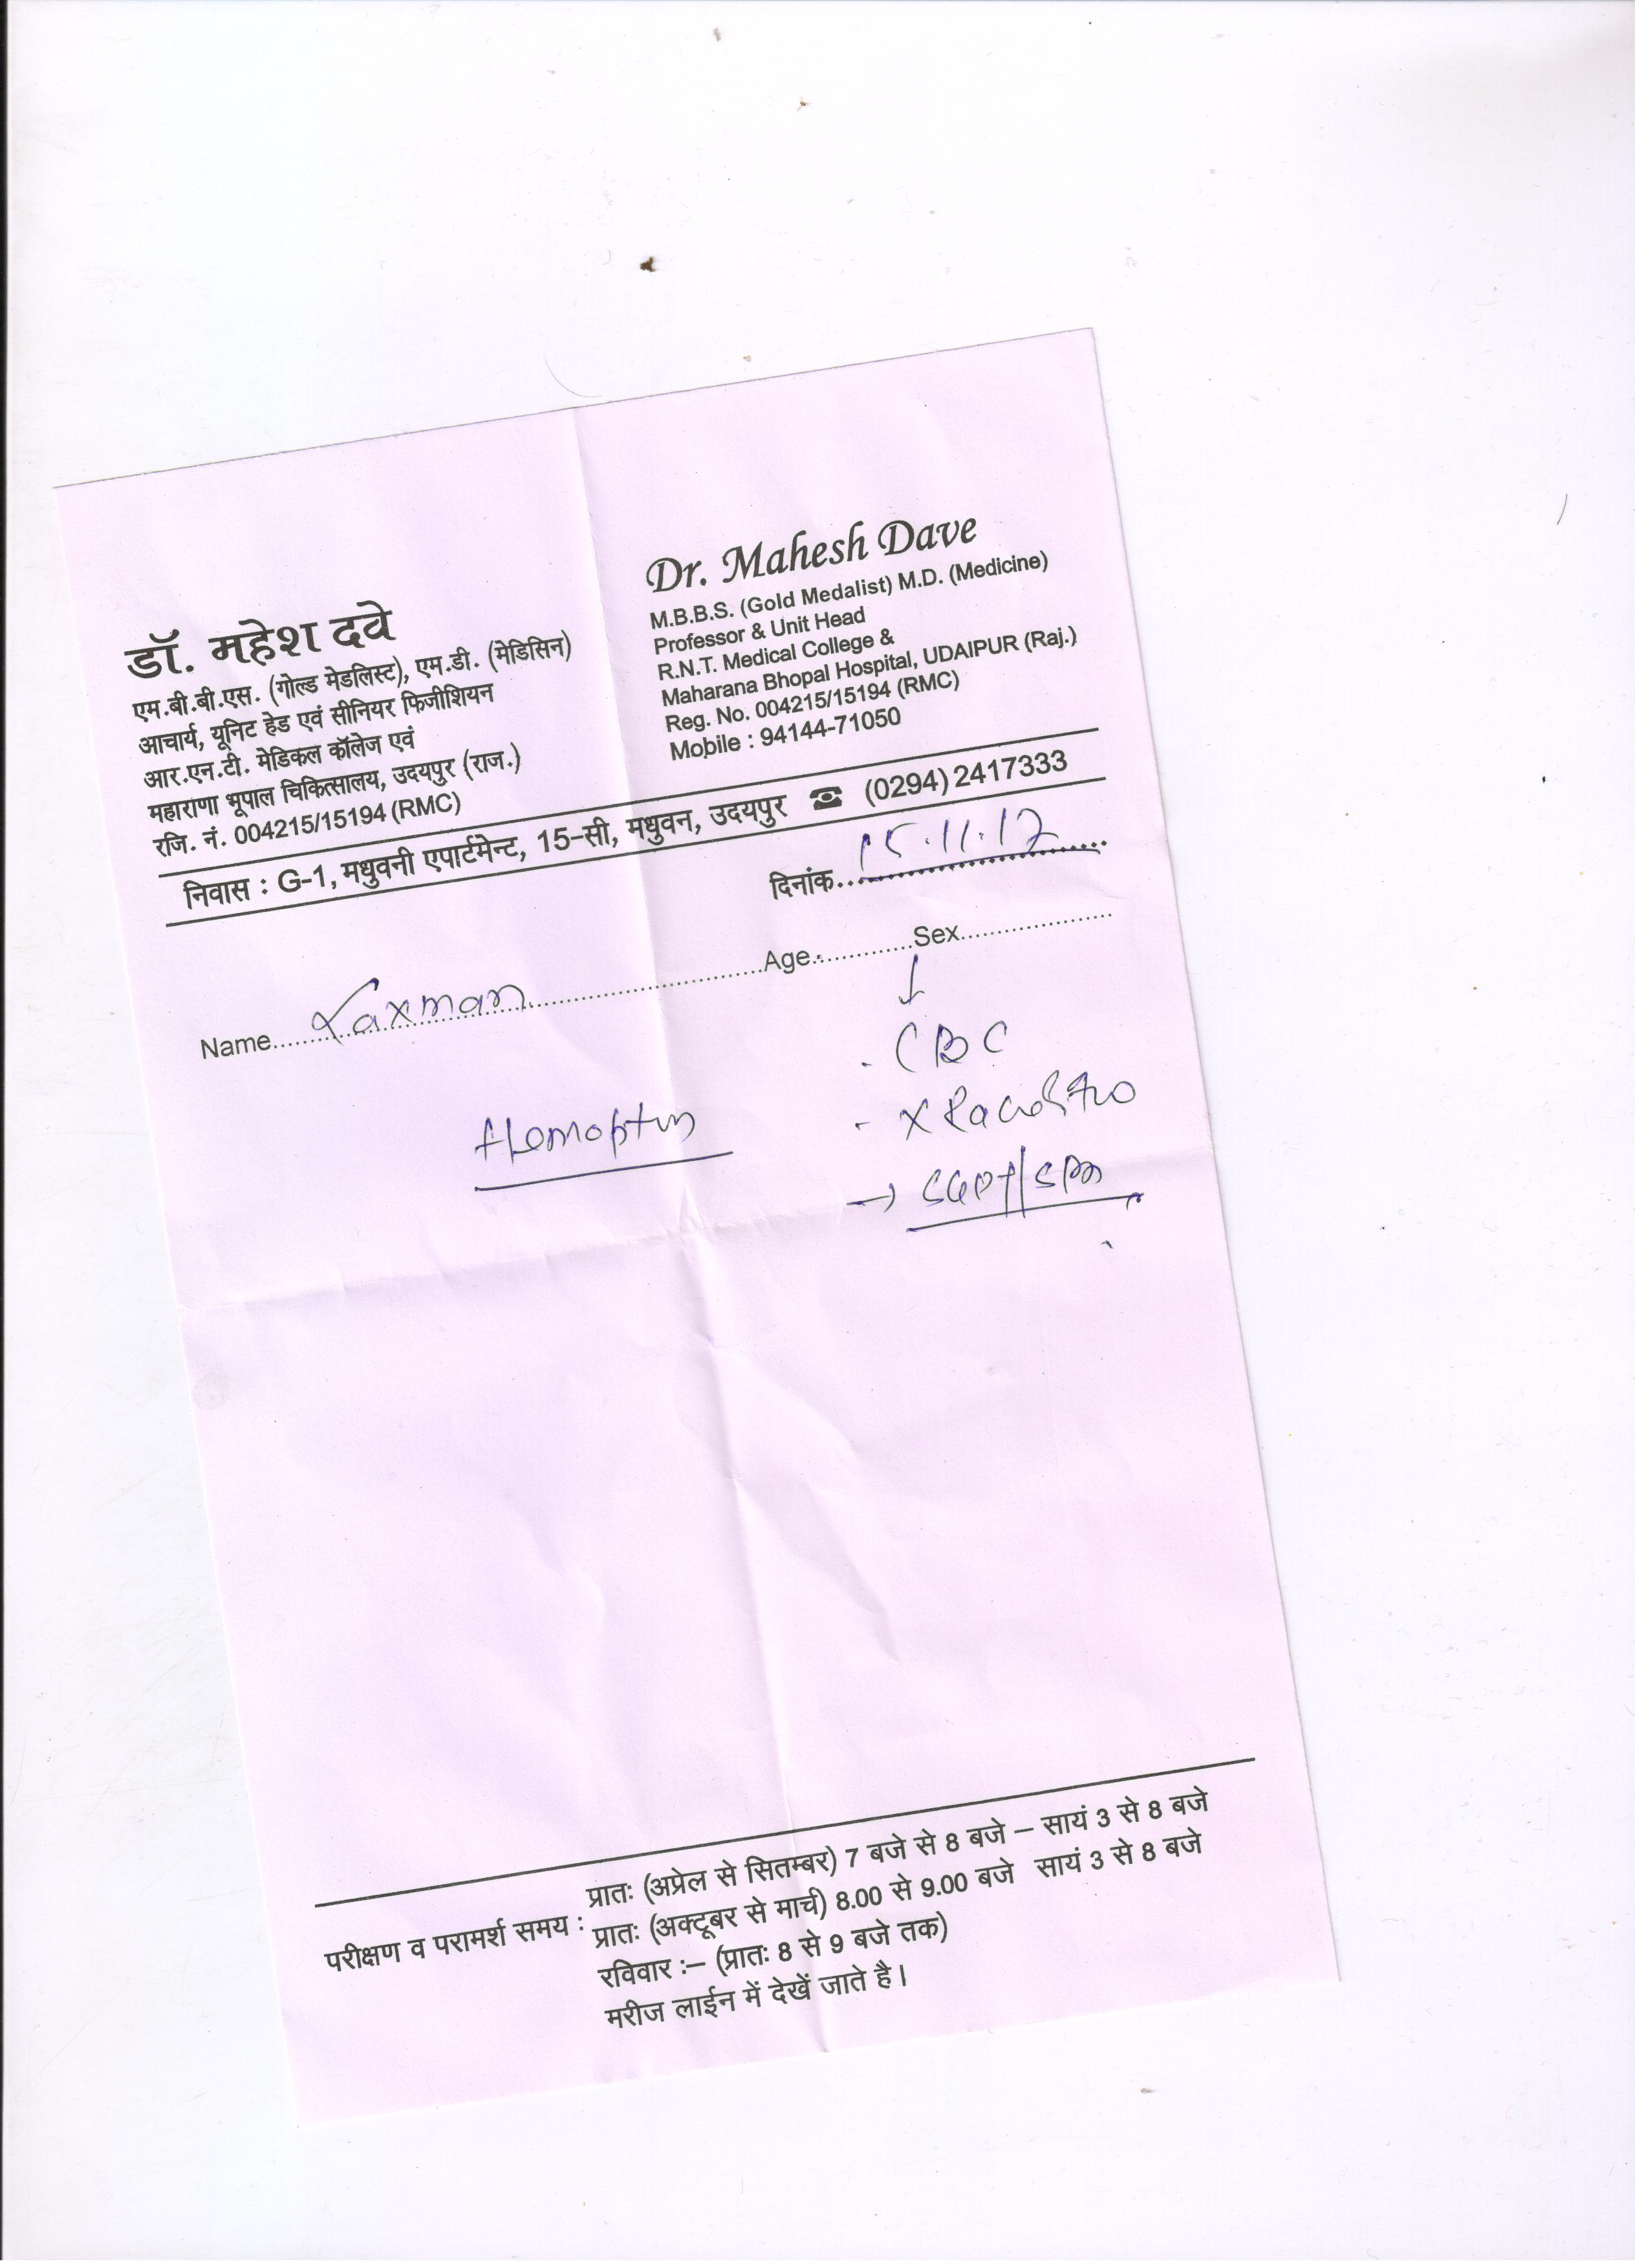 डॉ. महेश दवे
एम.बी.बी.एस. (गोल्ड मेडलिस्ट), एम.डी. (मेडिसिन)
आचार्य, यूनिट हेड एवं सीनियर फिजीशियन
आर.एन.टी. मेडिकल कॉलेज एवं
महाराणा भूपाल चिकित्सालय, उदयपुर (राज.)
रजि. नं. 004215/15194 (RMC)
Dr. Mahesh Dave
M.B.B.S. (Gold Medalist) M.D. (Medicine)
Professor & Unit Head
R.N.T. Medical College &
Maharana Bhopal Hospital, UDAIPUR (Raj.)
Reg. No. 004215/15194 (RMC)
Mobile : 94144-71050
निवास : G-1, मधुवनी एपार्टमेन्ट, 15-सी, मधुवन, उदयपुर ☎ (0294) 2417333
दिनांक 15.11.17
Name Laxman Age Sex
- CBC
- X
→ SGPT/
परीक्षण व परामर्श समय : प्रातः (अप्रेल से सितम्बर) 7 बजे से 8 बजे – सायं 3 से 8 बजे
प्रातः (अक्टूबर से मार्च) 8.00 से 9.00 बजे सायं 3 से 8 बजे
रविवार :– (प्रातः 8 से 9 बजे तक)
मरीज लाईन में देखें जाते है।